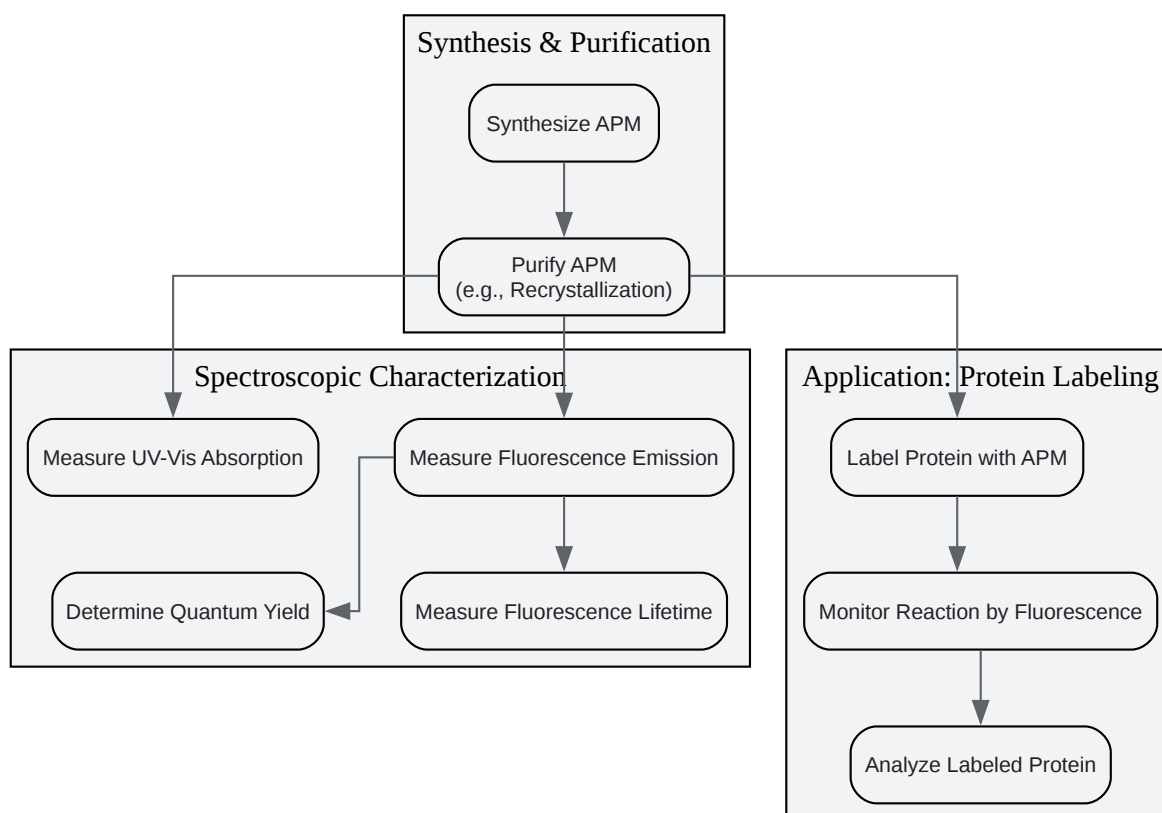 Synthesis & Purification
Synthesize APM
Purify APM
(e.g., Recrystallization)
Spectroscopic Characterization
Measure UV-Vis Absorption
Measure Fluorescence Emission
Determine Quantum Yield
Measure Fluorescence Lifetime
Application: Protein Labeling
Label Protein with APM
Monitor Reaction by Fluorescence
Analyze Labeled Protein